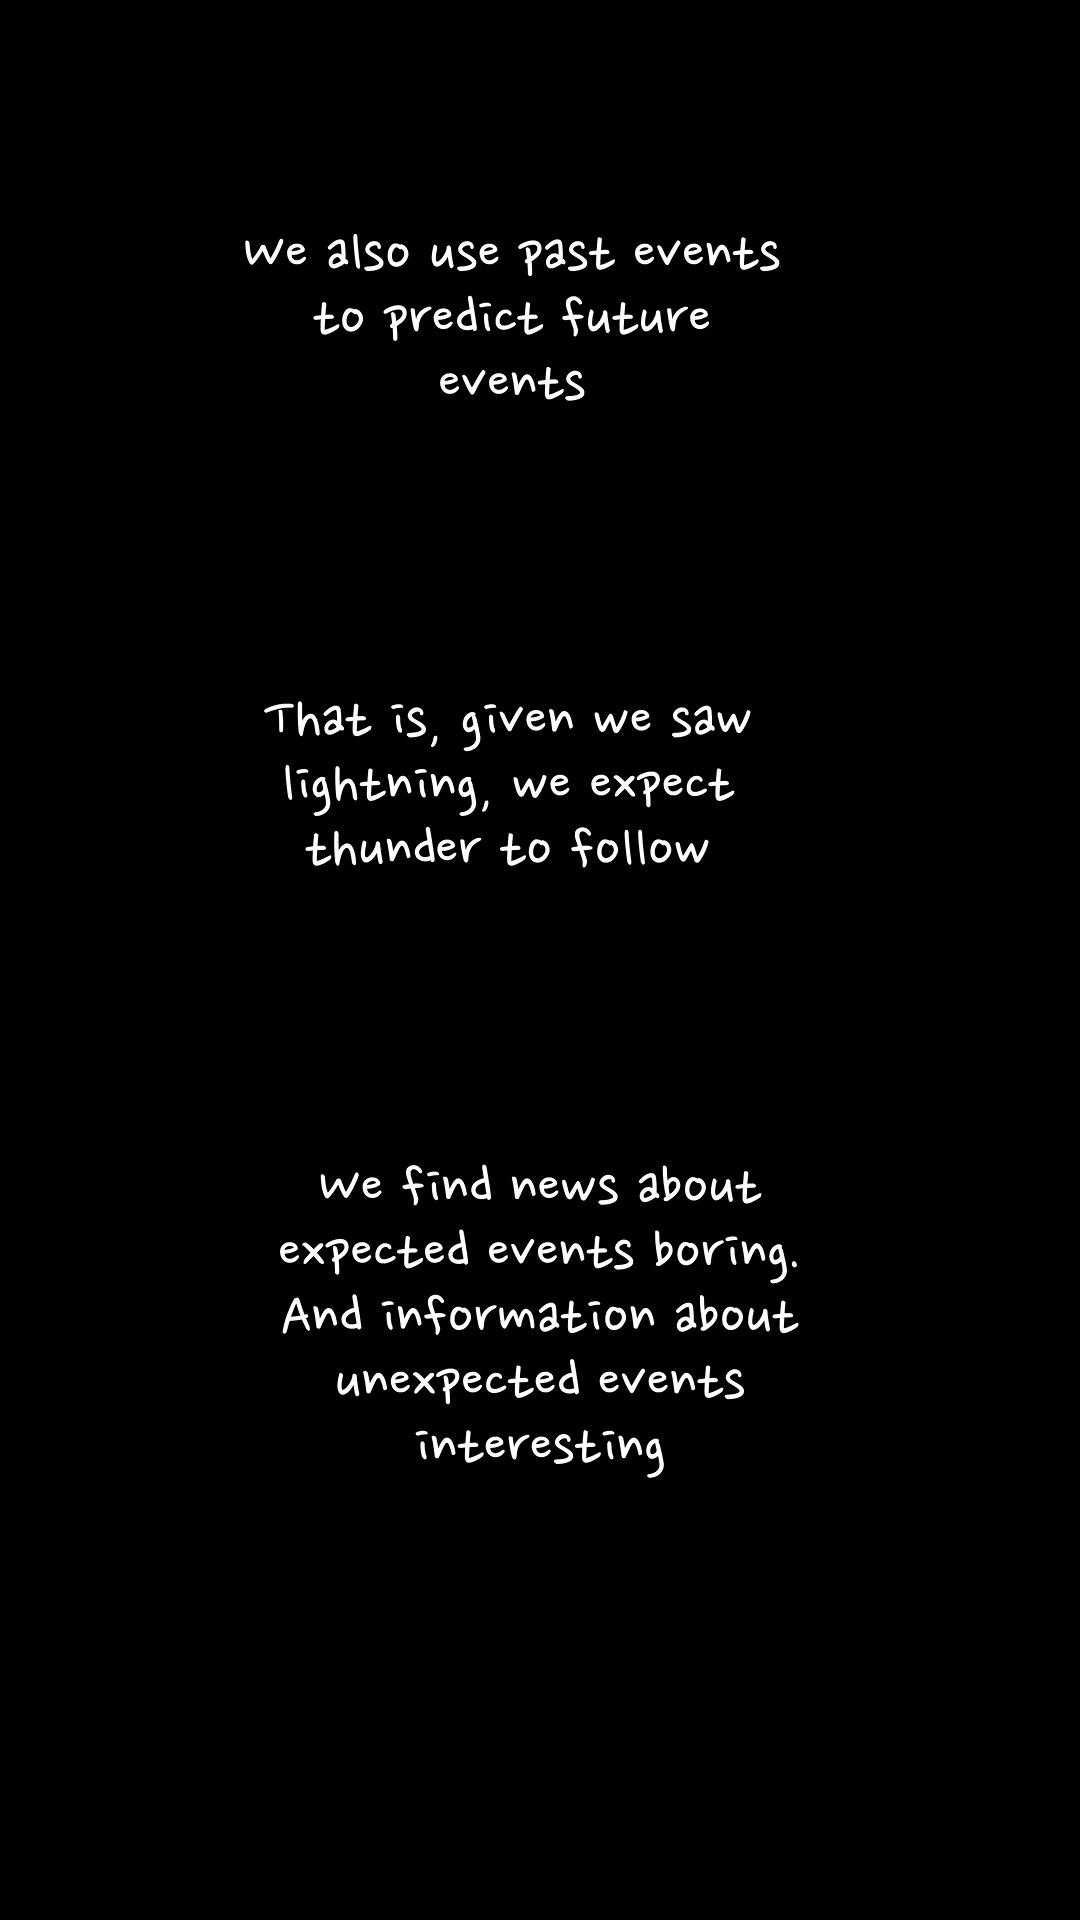 We also use past events
to predict future
events
That is, given we saw
lightning, we expect
thunder to follow
We find news about
expected events boring.
And information about
unexpected events
interesting